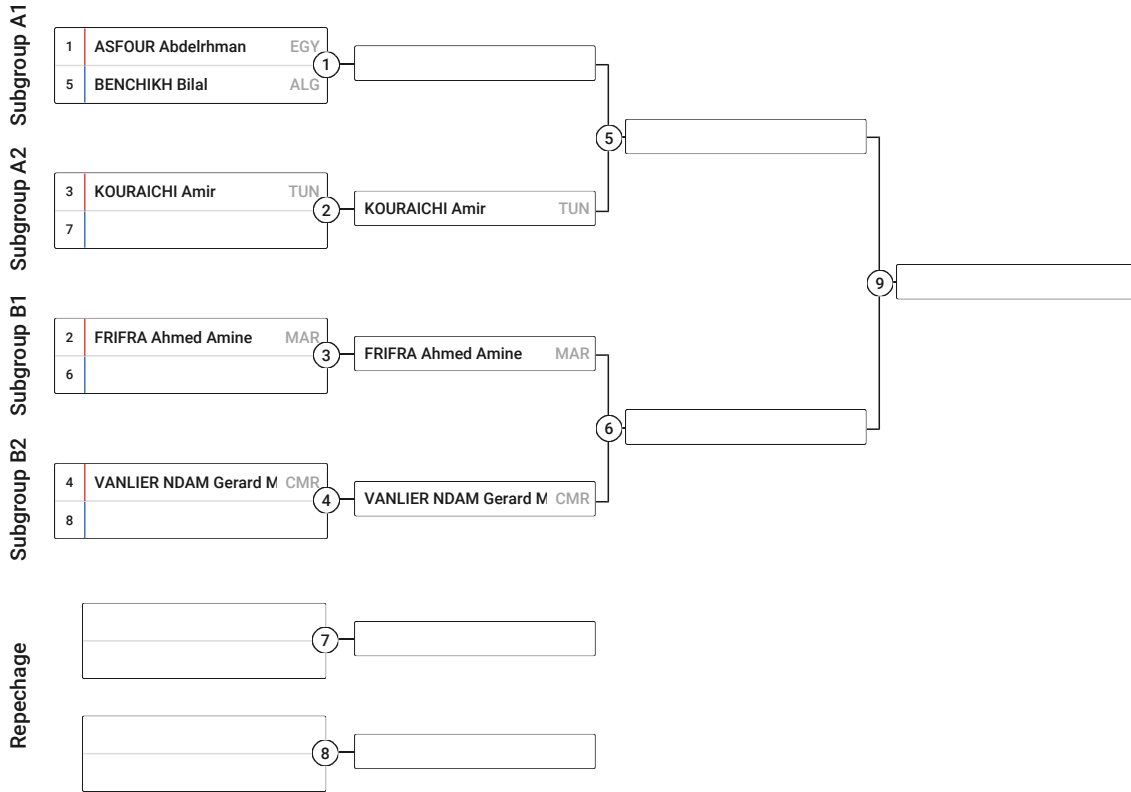 Subgroup A1
1 ASFOUR Abdelrhman EGY
5 BENCHIKH Bilal ALG
1
5
Subgroup A2
3 KOURAICHI Amir TUN
7
2
KOURAICHI Amir TUN
9
Subgroup B1
2 FRIFRA Ahmed Amine MAR
6
3
FRIFRA Ahmed Amine MAR
6
Subgroup B2
4 VANLIER NDAM Gerard M CMR
8
4
VANLIER NDAM Gerard M CMR
Repechage
7
8